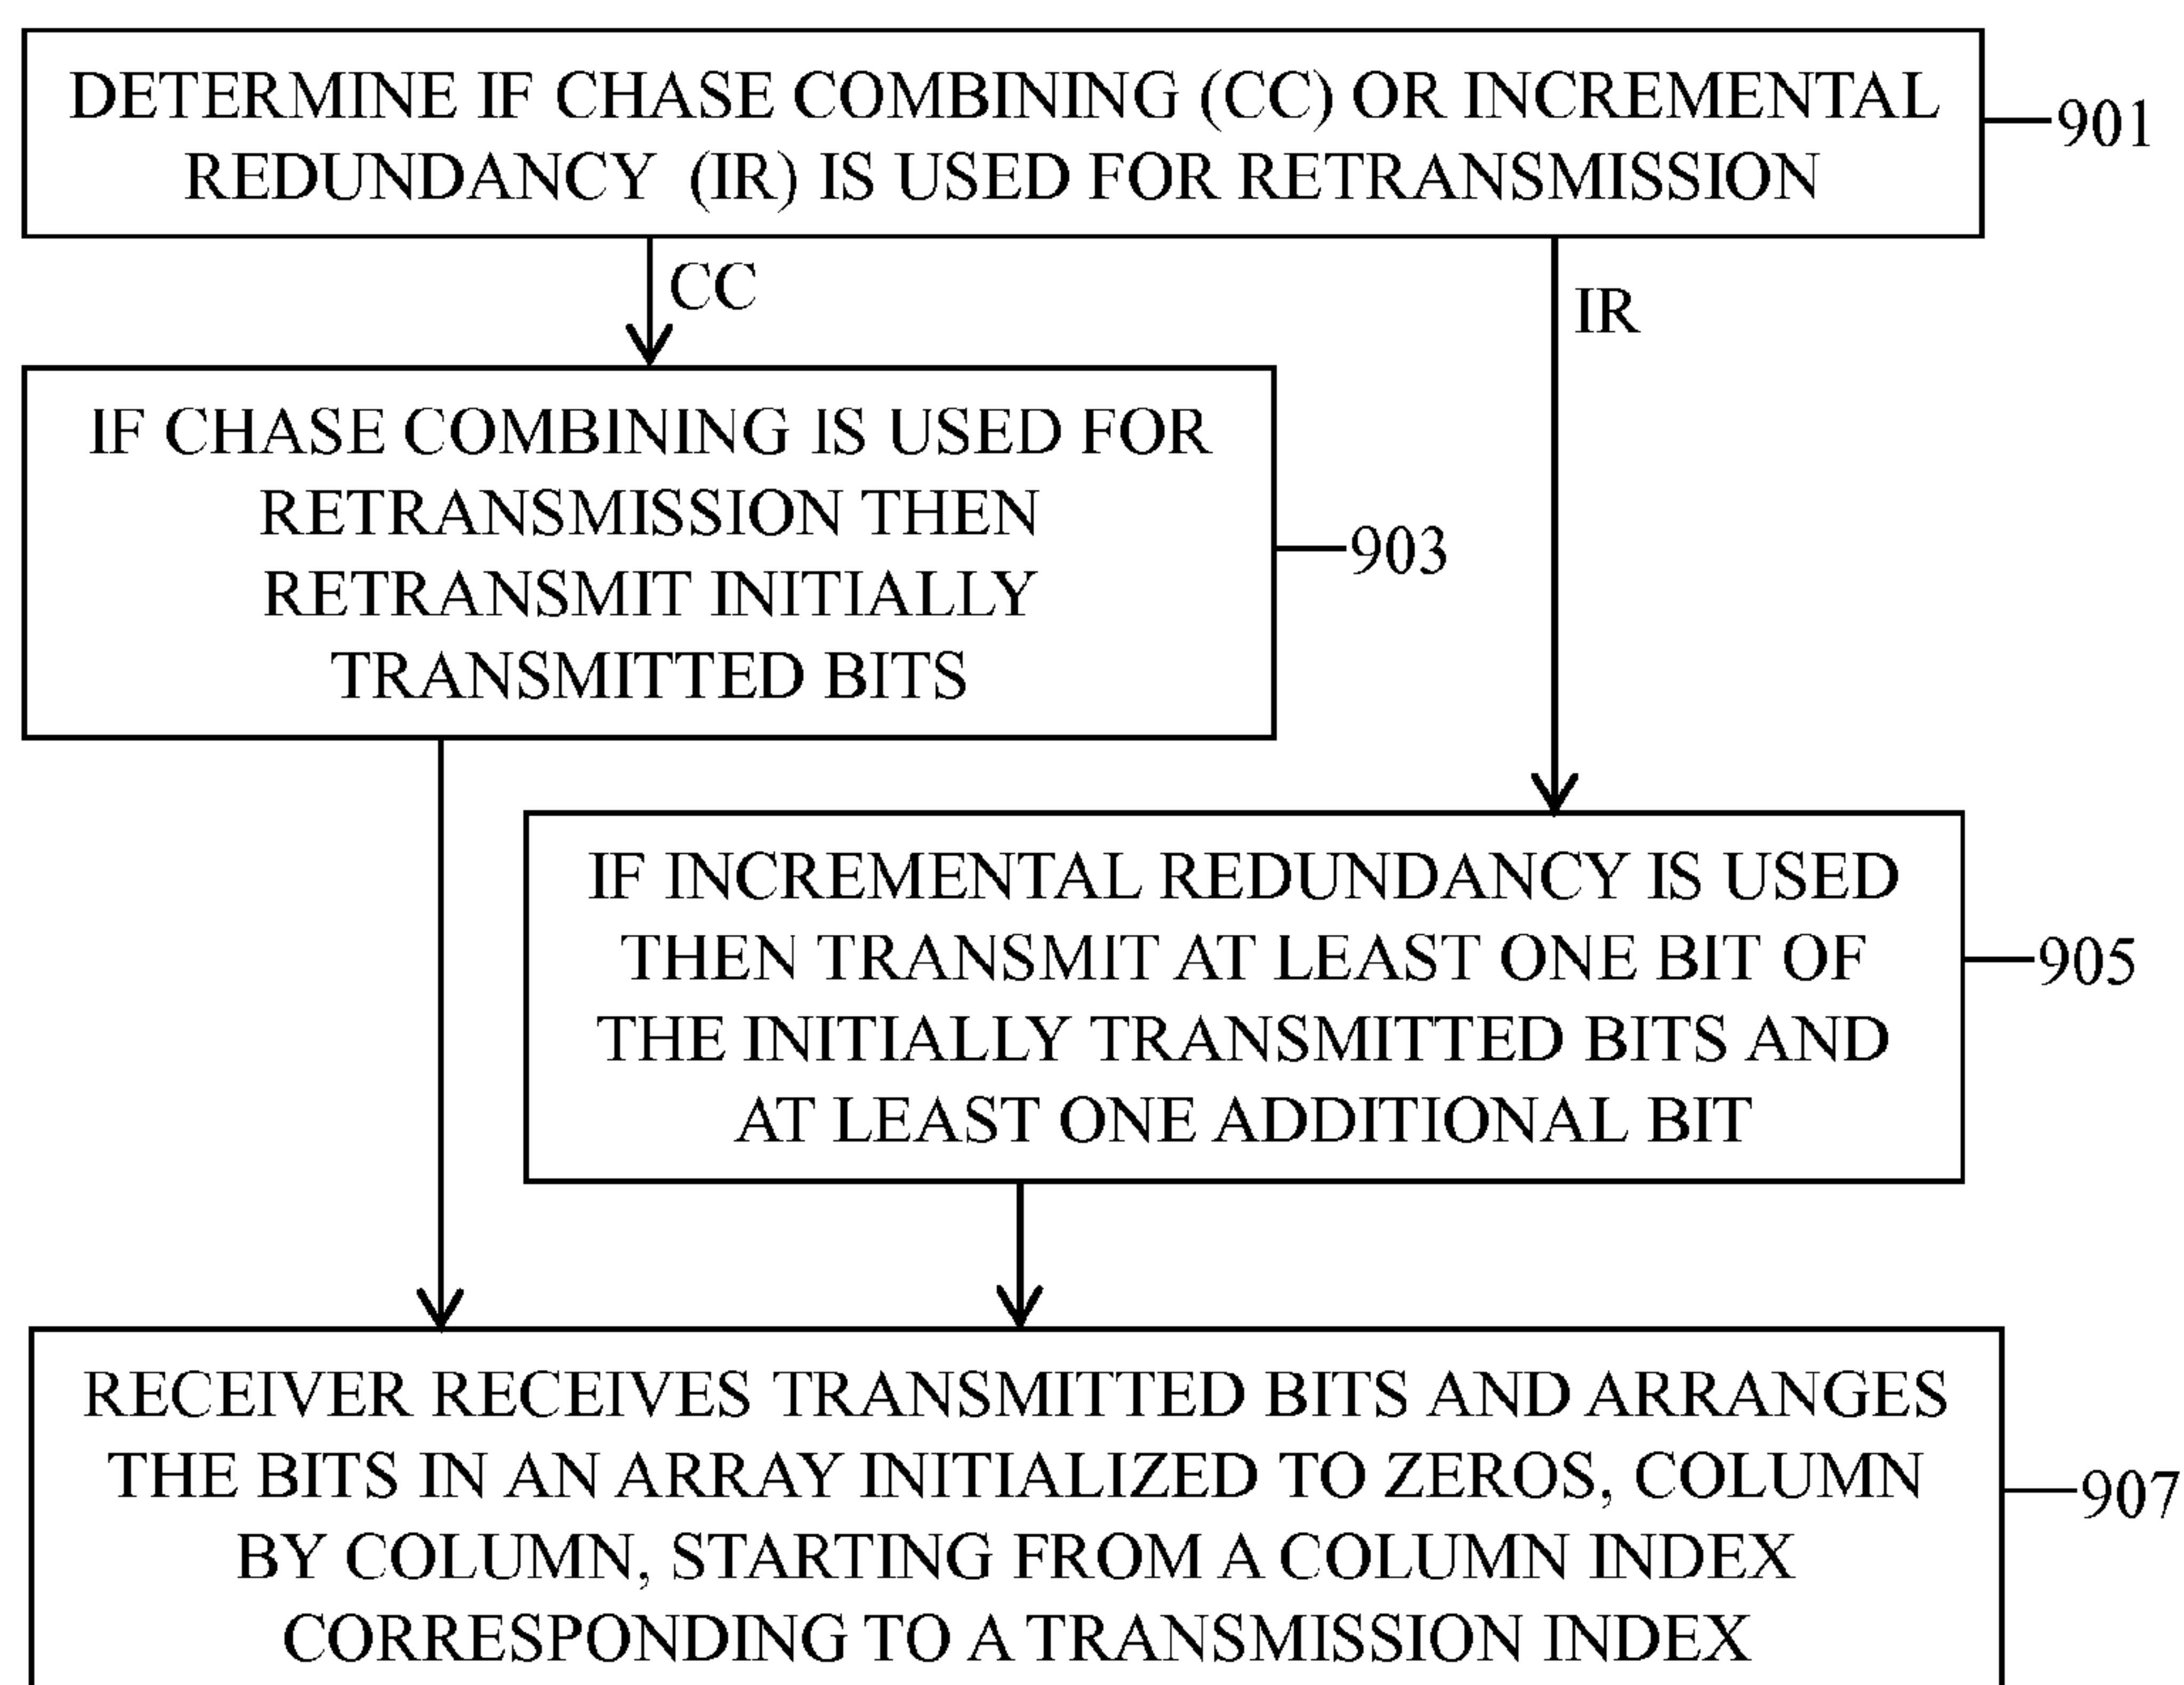 DETERMINE IF CHASE COMBINING (CC) OR INCREMENTAL
REDUNDANCY (IR) IS USED FOR RETRANSMISSION
901
CC
IR
IF CHASE COMBINING IS USED FOR
RETRANSMISSION THEN
RETRANSMIT INITIALLY
TRANSMITTED BITS
903
IF INCREMENTAL REDUNDANCY IS USED
THEN TRANSMIT AT LEAST ONE BIT OF
THE INITIALLY TRANSMITTED BITS AND
AT LEAST ONE ADDITIONAL BIT
905
RECEIVER RECEIVES TRANSMITTED BITS AND ARRANGES
THE BITS IN AN ARRAY INITIALIZED TO ZEROS, COLUMN
BY COLUMN, STARTING FROM A COLUMN INDEX
CORRESPONDING TO A TRANSMISSION INDEX
907